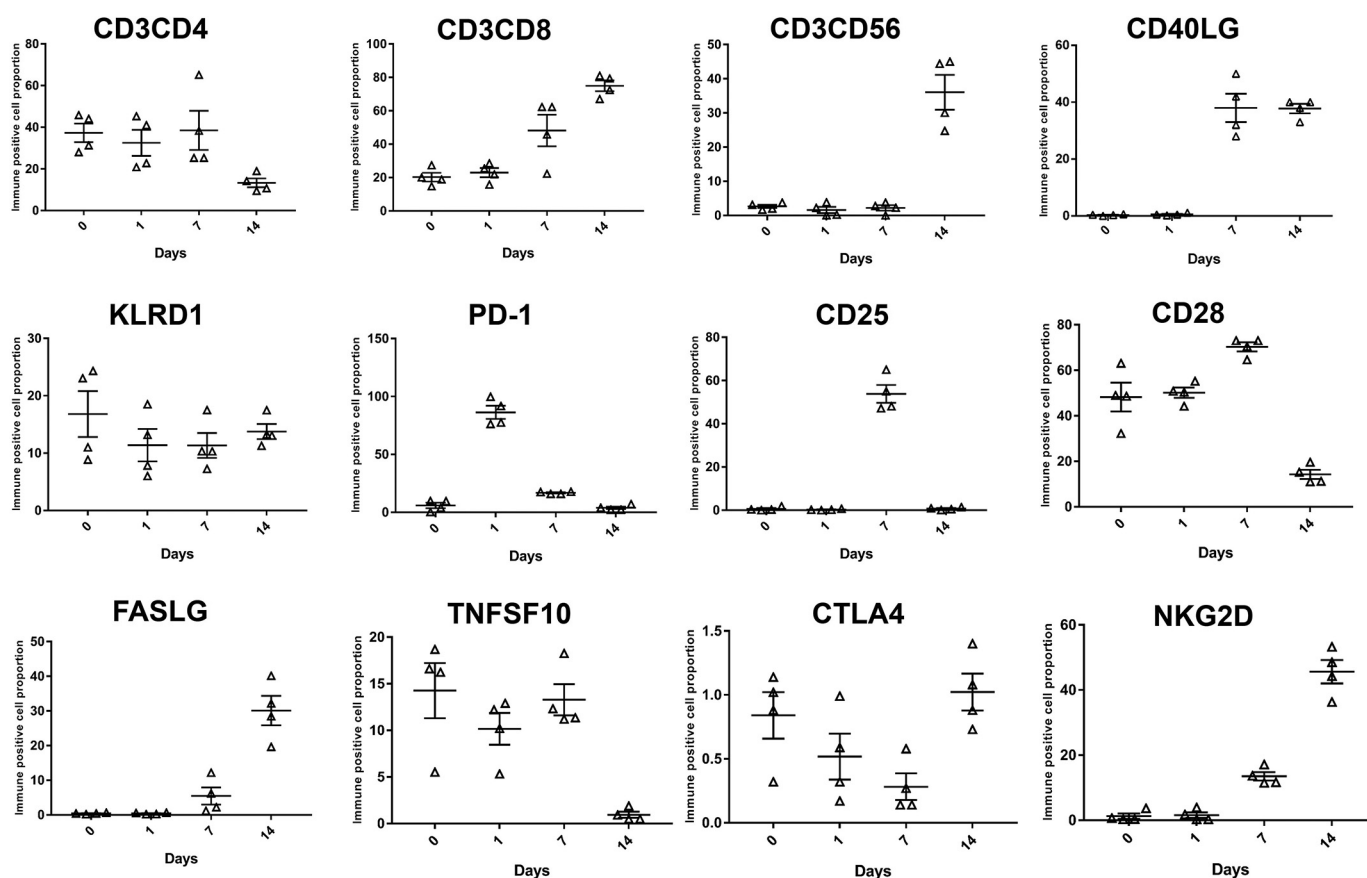 CD3CD4
Immune positive cell proportion
80
60
40
20
0
0
1
7
14
Days
CD3CD8
Immune positive cell proportion
100
80
60
40
20
0
0
1
7
14
Days
CD3CD56
Immune positive cell proportion
50
40
30
20
10
0
0
1
7
14
Days
CD40LG
Immune positive cell proportion
60
40
20
0
0
1
7
14
Days
KLRD1
Immune positive cell proportion
30
20
10
0
0
1
7
14
Days
PD-1
Immune positive cell proportion
150
100
50
0
0
1
7
14
Days
CD25
Immune positive cell proportion
80
60
40
20
0
0
1
7
14
Days
CD28
Immune positive cell proportion
80
60
40
20
0
0
1
7
14
Days
FASLG
Immune positive cell proportion
50
40
30
20
10
0
0
1
7
14
Days
TNFSF10
Immune positive cell proportion
20
15
10
5
0
0
1
7
14
Days
CTLA4
Immune positive cell proportion
1.5
1.0
0.5
0.0
0
1
7
14
Days
NKG2D
Immune positive cell proportion
60
40
20
0
0
1
7
14
Days